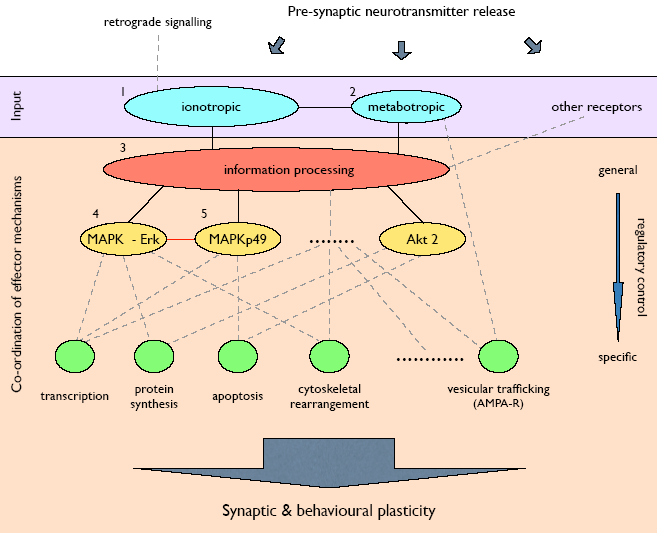 Pre-synaptic neurotransmitter release
retrograde signalling
Input
1
ionotropic
2
metabotropic
other receptors
3
information processing
general
Co-ordination of effector mechanisms
regulatory control
4
MAPK - Erk
5
MAPKp49
........
Akt 2
specific
.............
transcription
protein
synthesis
apoptosis
cytoskeletal
rearrangement
vesicular trafficking
(AMPA-R)
Synaptic & behavioural plasticity